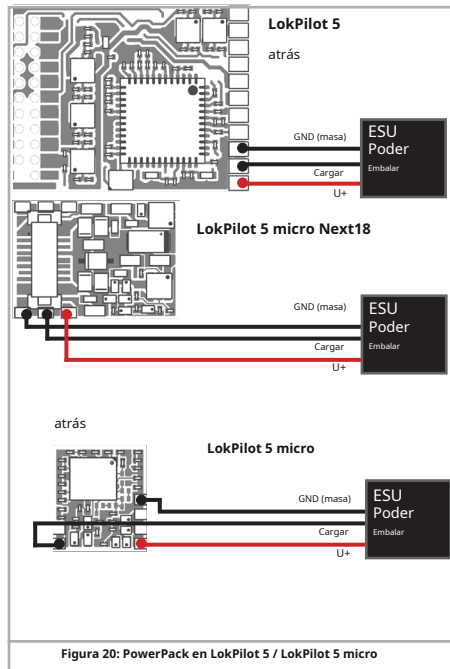 LokPilot 5
atrás
GND (masa)
Cargar
U+
ESU
Poder
Embalar
LokPilot 5 micro Next18
GND (masa)
Cargar
U+
ESU
Poder
Embalar
atrás
LokPilot 5 micro
GND (masa)
Cargar
U+
ESU
Poder
Embalar
Figura 20: PowerPack en LokPilot 5 / LokPilot 5 micro